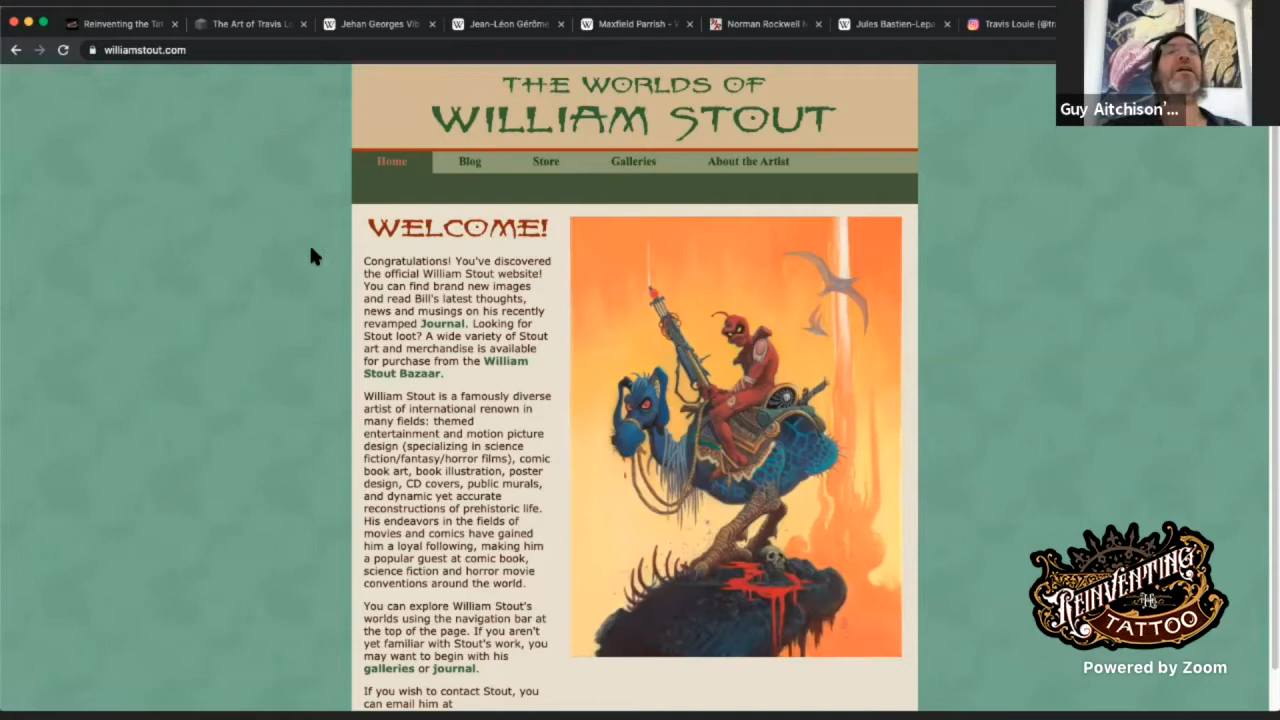 Reinventing the Tat
The Art of Travis Lo
Jehan Georges Vib
Jean-Léon Gérôme
Maxfield Parrish - V
Norman Rockwell M
Jules Bastien-Lepa
Travis Louie (@tra
williamstout.com
Guy Aitchison'...
THE WORLDS OF
WILLIAM STOUT
Home
Blog
Store
Galleries
About the Artist
WELCOME!
Congratulations! You've discovered
the official William Stout website!
You can find brand new images
and read Bill's latest thoughts,
news and musings on his recently
revamped Journal. Looking for
Stout loot? A wide variety of Stout
art and merchandise is available
for purchase from the William
Stout Bazaar.
William Stout is a famously diverse
artist of international renown in
many fields: themed
entertainment and motion picture
design (specializing in science
fiction/fantasy/horror films), comic
book art, book illustration, poster
design, CD covers, public murals,
and dynamic yet accurate
reconstructions of prehistoric life.
His endeavors in the fields of
movies and comics have gained
him a loyal following, making him
a popular guest at comic book,
science fiction and horror movie
conventions around the world.
You can explore William Stout's
worlds using the navigation bar at
the top of the page. If you aren't
yet familiar with Stout's work, you
may want to begin with his
galleries or journal.
If you wish to contact Stout, you
can email him at
REINVENTING
THE
TATTOO
Powered by Zoom